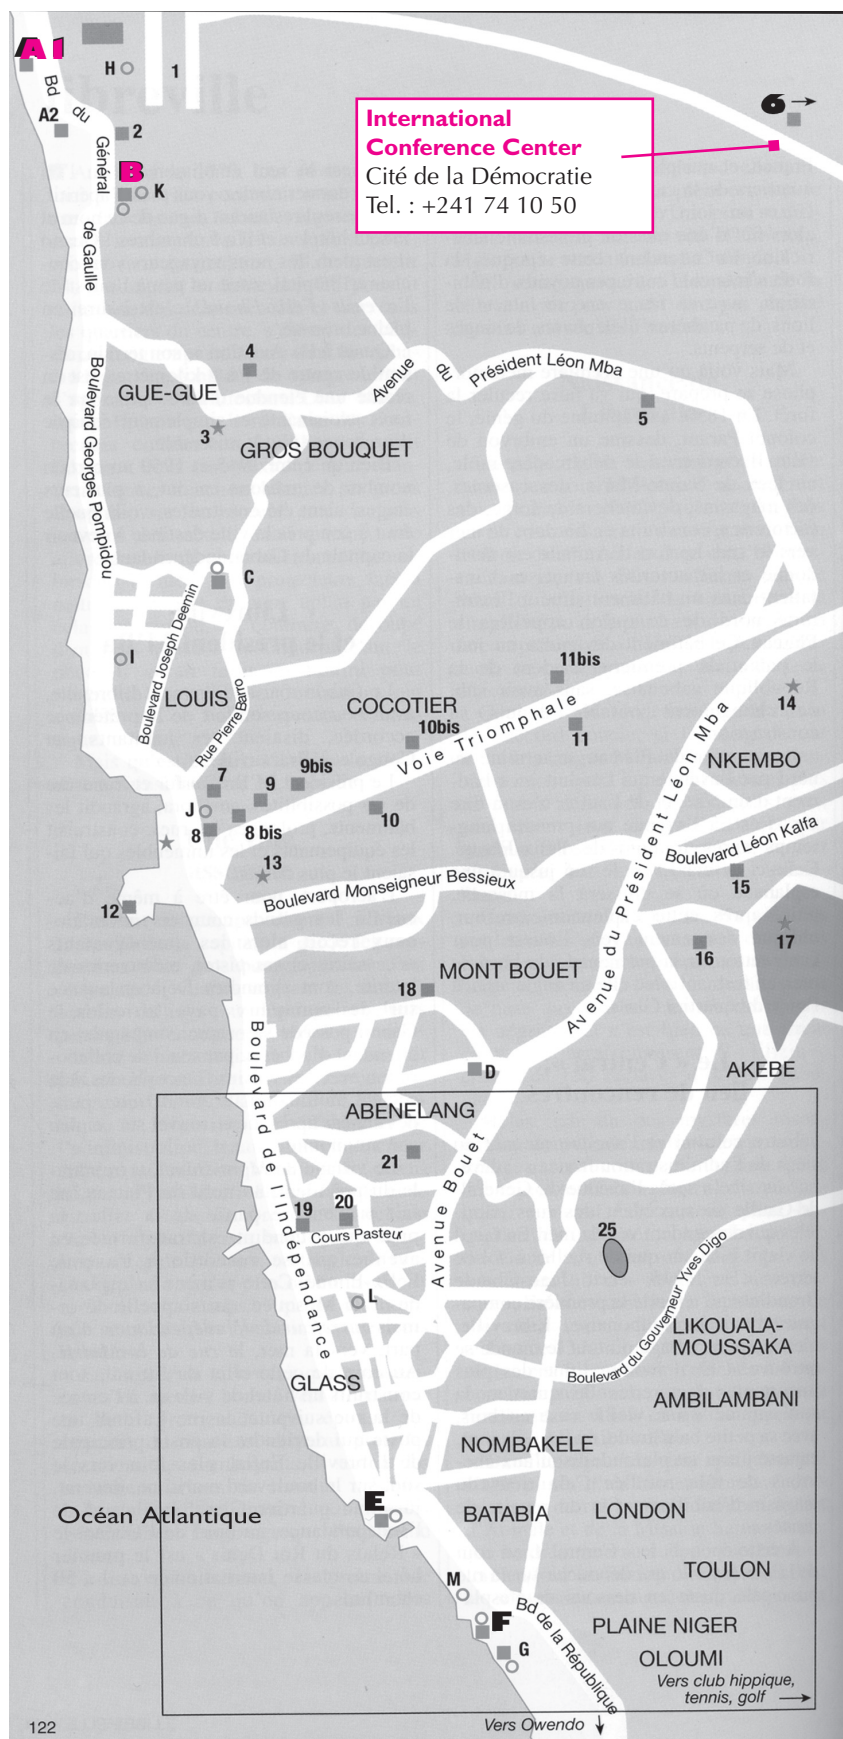 A1
H
1
Bd
du
Général
de Gaulle
A2
2
B
K
6
International
Conference Center
Cité de la Démocratie
Tel. : +241 74 10 50
4
GUE-GUE
Avenue
du
Président Léon Mba
5
3
GROS BOUQUET
Boulevard Georges Pompidou
C
Boulevard Joseph Deemin
I
LOUIS
Rue Pierre Barro
COCOTIER
10bis
11bis
Voie Triomphale
11
14
NKEMBO
7
9
9bis
J
8
8 bis
10
13
Boulevard Monseigneur Bessieux
Boulevard Léon Kalfa
15
12
Avenue du Président Léon Mba
16
17
MONT BOUET
18
D
AKEBE
Boulevard de l'Indépendance
ABENELANG
21
Avenue Bouet
19
20
Cours Pasteur
25
L
Boulevard du Gouverneur Yves Digo
LIKOUALA-
MOUSSAKA
GLASS
AMBILAMBANI
NOMBAKELE
E
Océan Atlantique
BATABIA
LONDON
TOULON
M
F
Bd de la République
PLAINE NIGER
G
OLOUMI
Vers club hippique,
tennis, golf
122
Vers Owendo